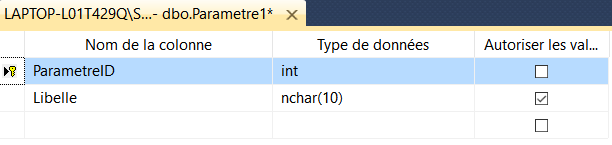 LAPTOP-L01T429Q\S...- dbo.Parametre1*
Nom de la colonne Type de données Autoriser les val...
ParametreID int
Libelle nchar(10)